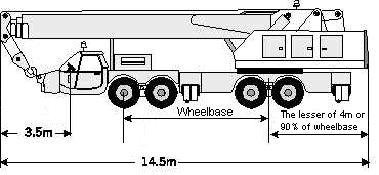 Wheelbase
The lesser of 4m or
90% of wheelbase
3.5m
14.5m